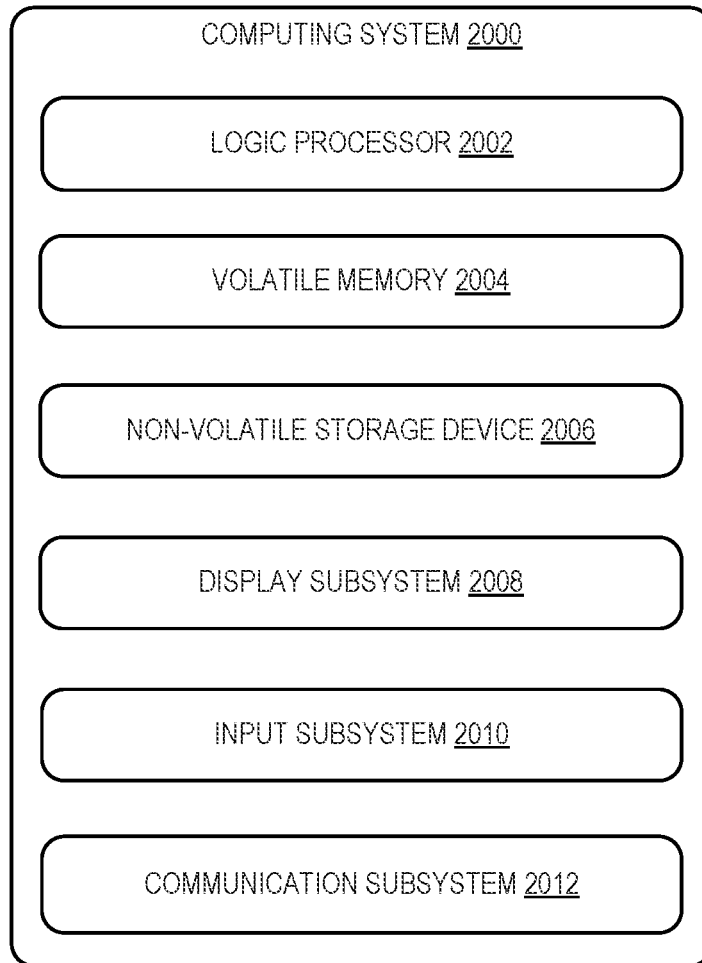 COMPUTING SYSTEM 2000
LOGIC PROCESSOR 2002
VOLATILE MEMORY 2004
NON-VOLATILE STORAGE DEVICE 2006
DISPLAY SUBSYSTEM 2008
INPUT SUBSYSTEM 2010
COMMUNICATION SUBSYSTEM 2012